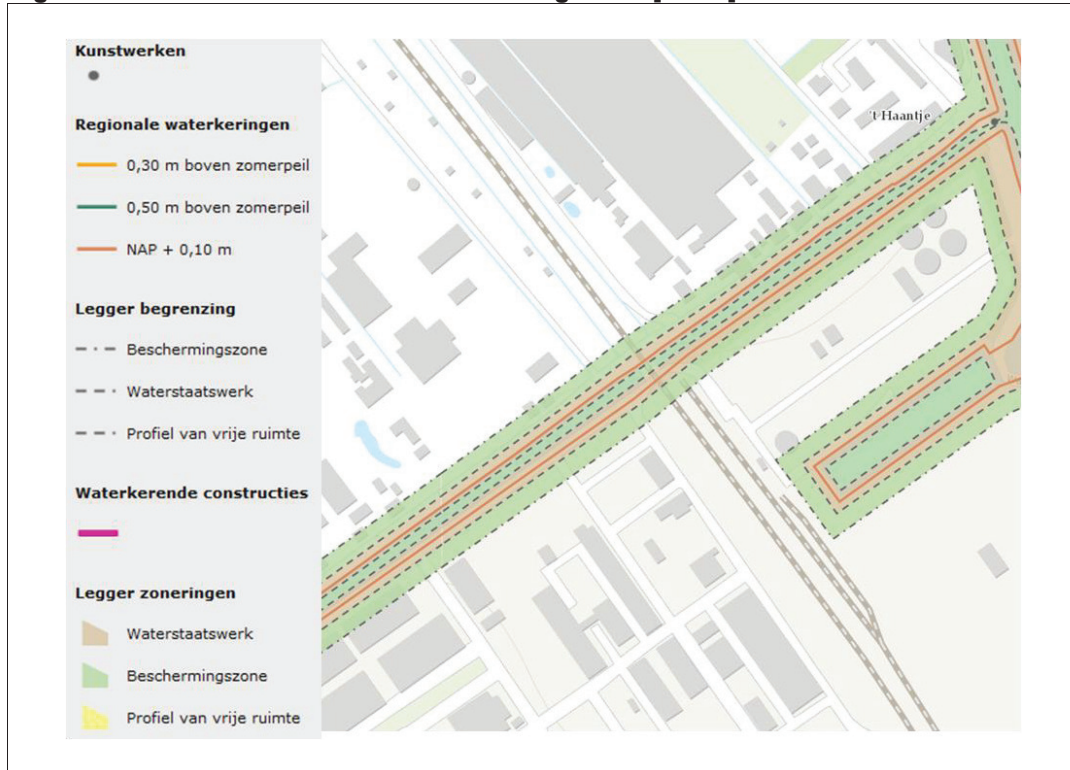 Kunstwerken
Regionale waterkeringen
0,30 m boven zomerpeil
0,50 m boven zomerpeil
NAP + 0,10 m
Legger begrenzing
Beschermingszone
Waterstaatswerk
Profiel van vrije ruimte
Waterkerende constructies
Legger zoneringen
Waterstaatswerk
Beschermingszone
Profiel van vrije ruimte
't Haantje